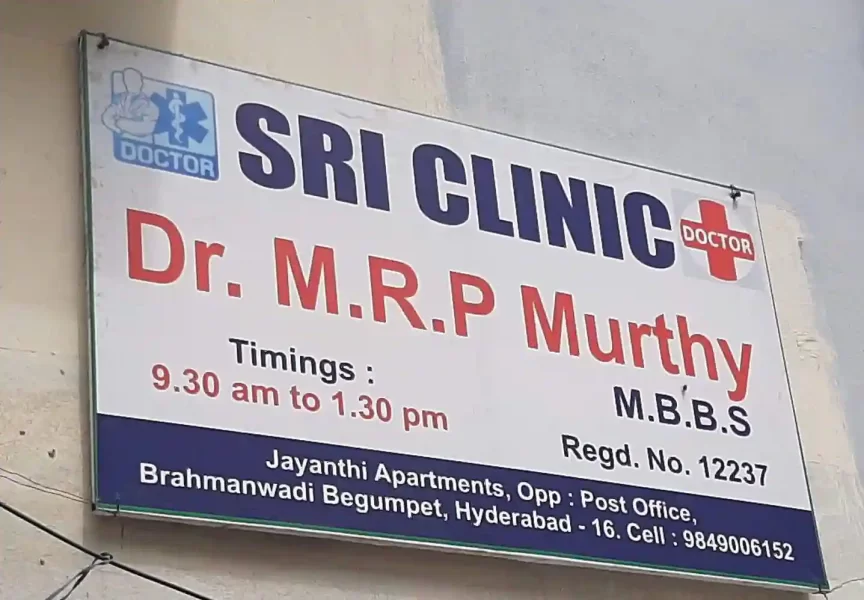 DOCTOR
SRI CLINIC
DOCTOR
Dr. M.R.P Murthy
M.B.B.S
Timings :
9.30 am to 1.30 pm
Regd. No. 12237
Jayanthi Apartments, Opp : Post Office,
Brahmanwadi Begumpet, Hyderabad - 16. Cell : 9849006152